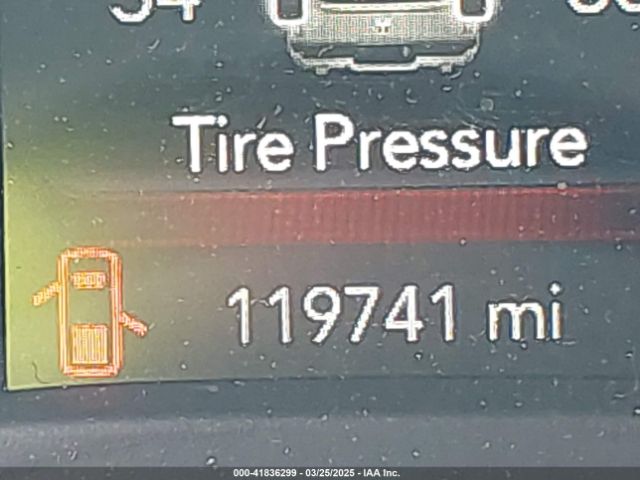 Tire Pressure
119741 mi
000-41836299 - 03/25/2025 - IAA Inc.